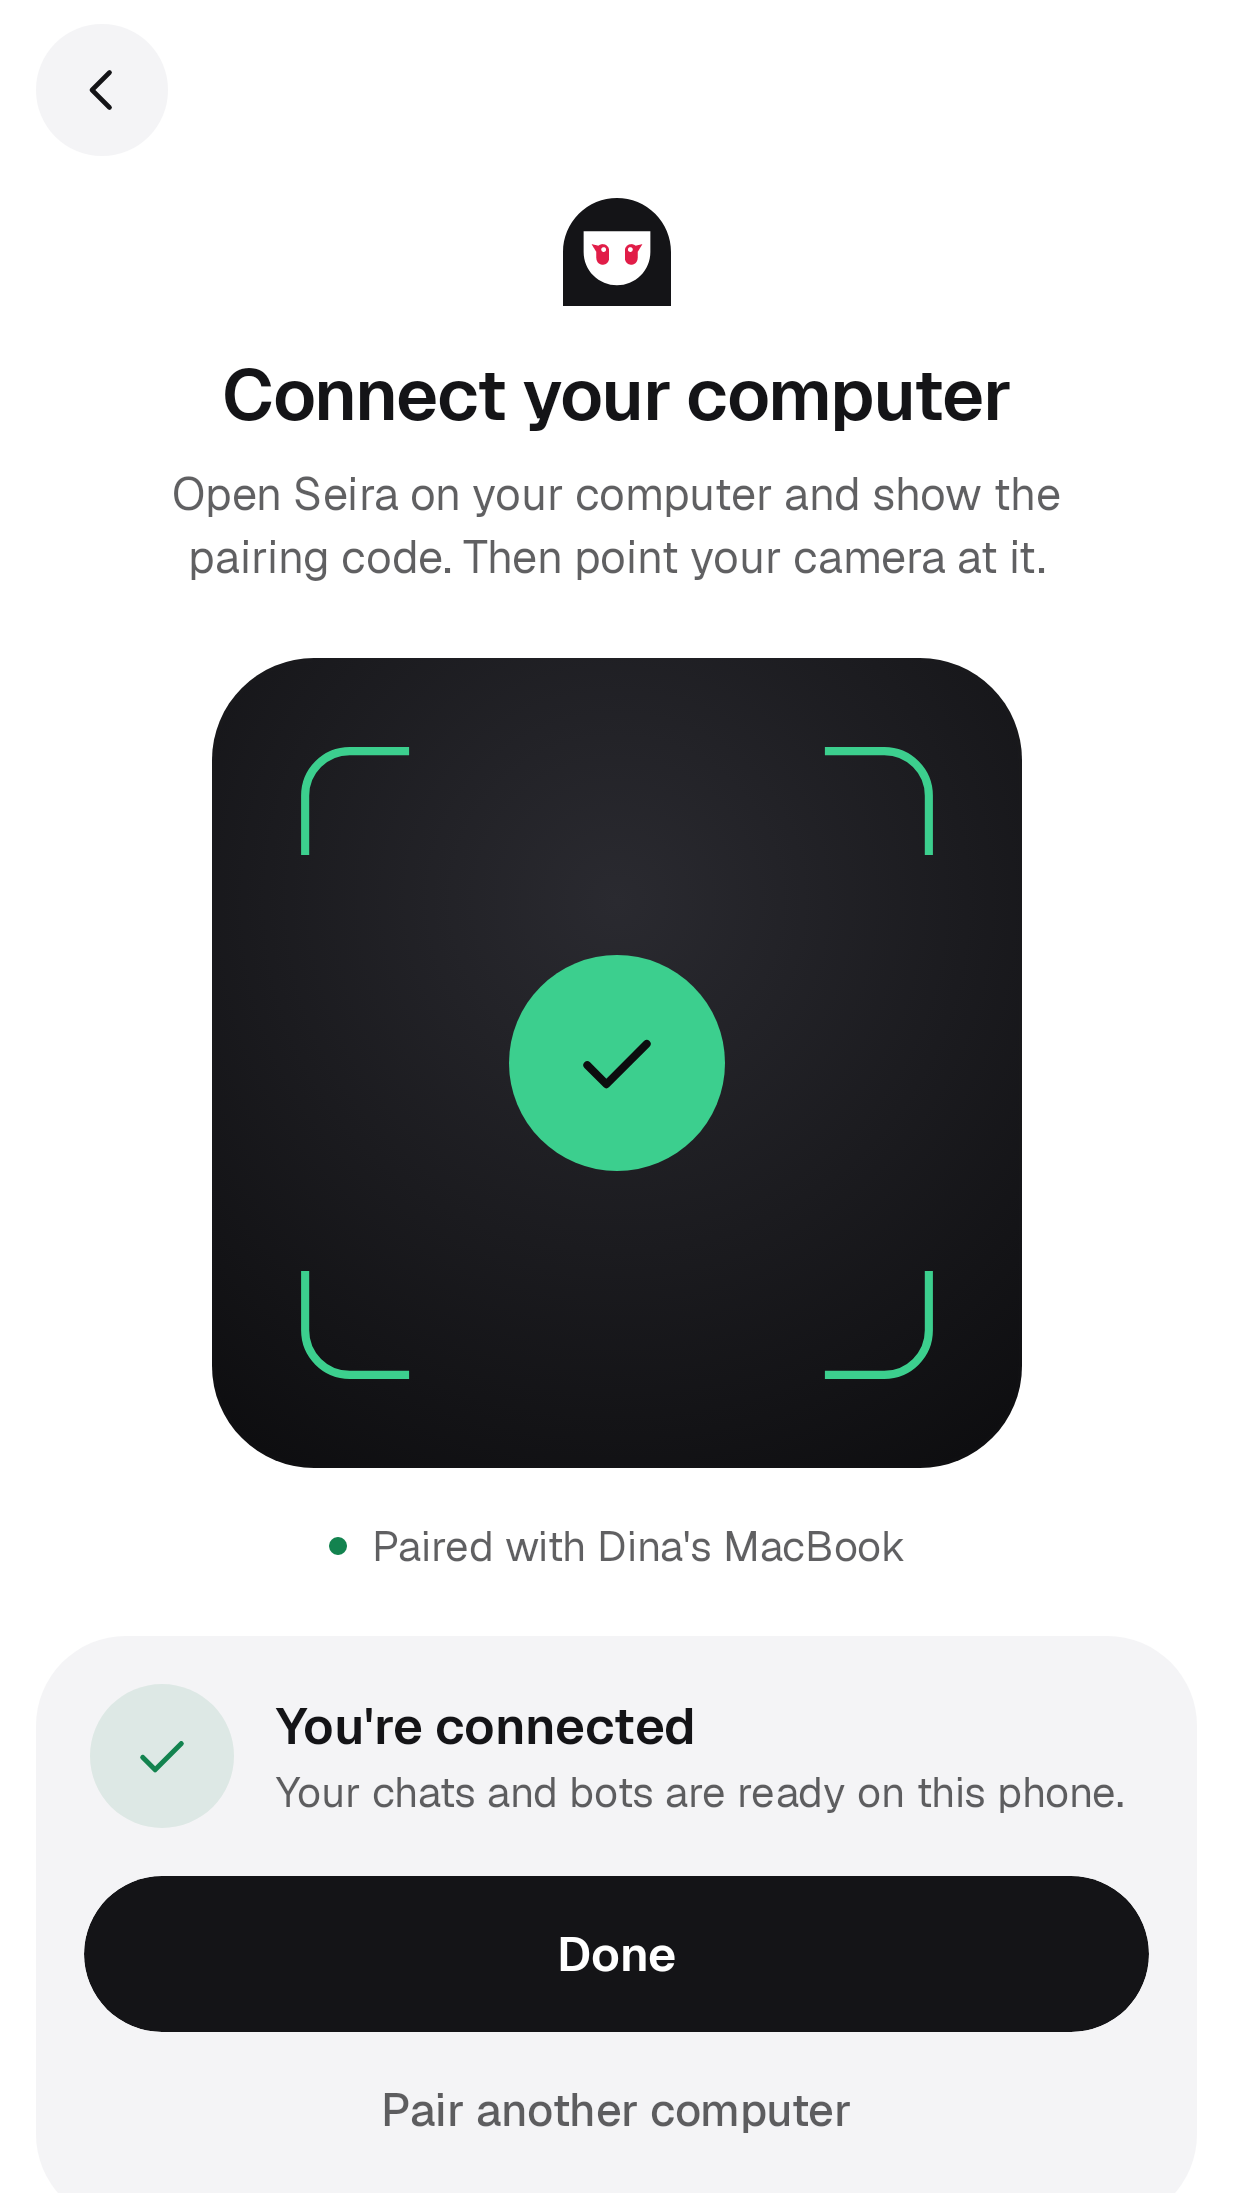 Connect your computer
Open Seira on your computer and show the
pairing code. Then point your camera at it.
Paired with Dina's MacBook
You're connected
Your chats and bots are ready on this phone.
Done
Pair another computer